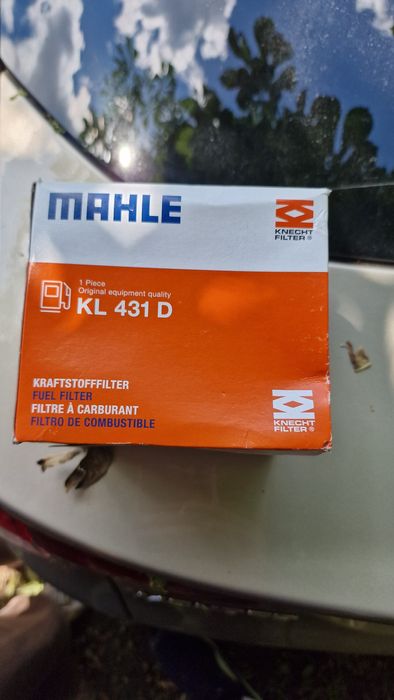 MAHLE
KNECHT
FILTER®
1 Piece
Original equipment quality
KL 431 D
KRAFTSTOFFFILTER
FUEL FILTER
FILTRE À CARBURANT
FILTRO DE COMBUSTIBLE
KNECHT
FILTER®